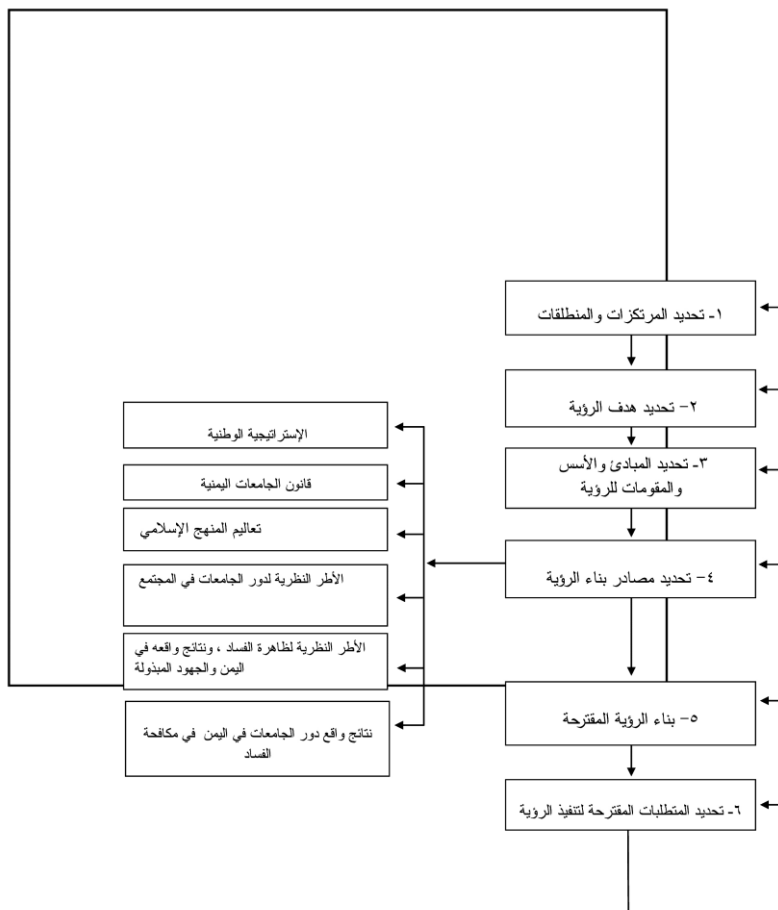 ١- تحديد المرتكزات والمنطلقات
٢- تحديد هدف الرؤية
٣- تحديد المبادئ والأسس
والمقومات للرؤية
٤- تحديد مصادر بناء الرؤية
الإستراتيجية الوطنية
قانون الجامعات اليمنية
تعاليم المنهج الإسلامي
الأطر النظرية لدور الجامعات في المجتمع
الأطر النظرية لظاهرة الفساد ، ونتائج واقعه في
اليمن والجهود المبذولة
نتائج واقع دور الجامعات في اليمن في مكافحة
الفساد
٥- بناء الرؤية المقترحة
٦- تحديد المتطلبات المقترحة لتنفيذ الرؤية